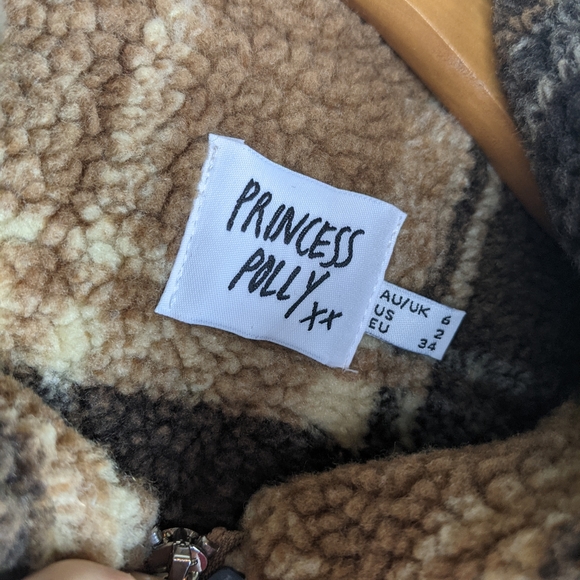 PRINCESS
POLLY xx
AU/UK 6
US 2
EU 34